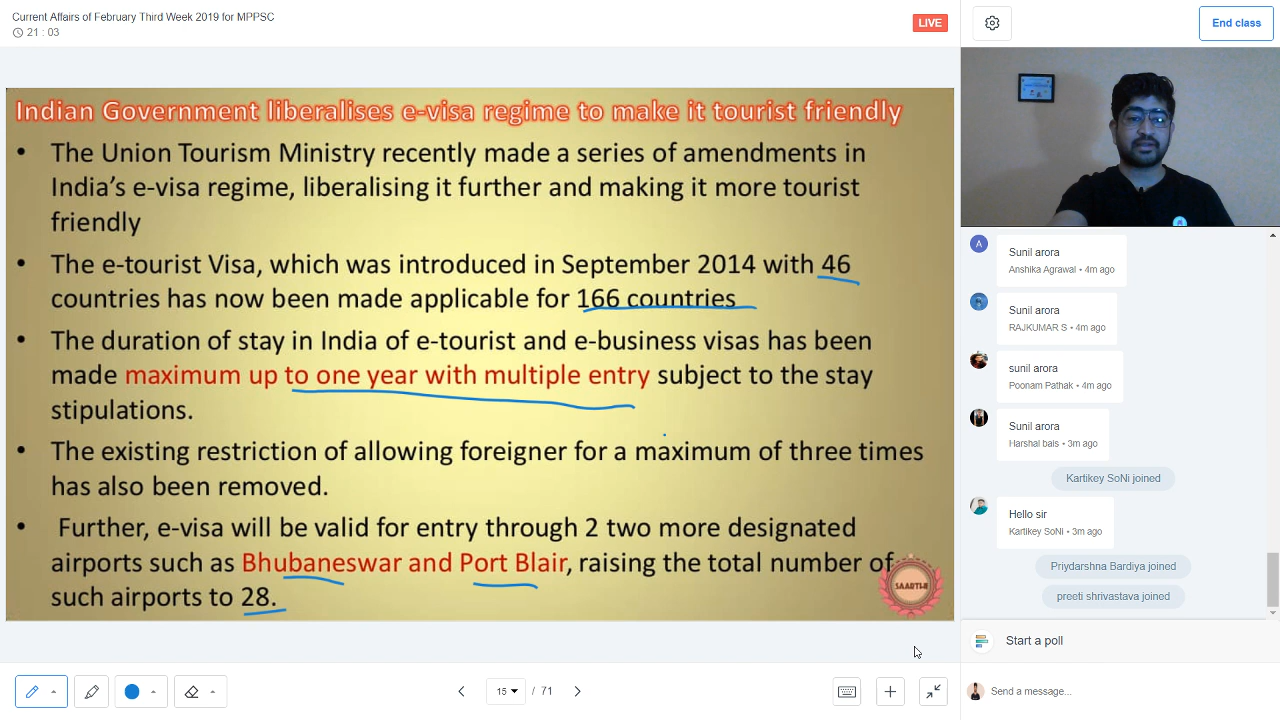 Current Affairs of February Third Week 2019 for MPPSC
21 : 03
LIVE
End class
Indian Government liberalises e-visa regime to make it tourist friendly
• The Union Tourism Ministry recently made a series of amendments in
India's e-visa regime, liberalising it further and making it more tourist
friendly
• The e-tourist Visa, which was introduced in September 2014 with 46
countries has now been made applicable for 166 countries
• The duration of stay in India of e-tourist and e-business visas has been
made maximum up to one year with multiple entry subject to the stay
stipulations.
• The existing restriction of allowing foreigner for a maximum of three times
has also been removed.
• Further, e-visa will be valid for entry through 2 two more designated
airports such as Bhubaneswar and Port Blair, raising the total number of
such airports to 28.
SAARTHI
A
Sunil arora
Anshika Agrawal • 4m ago
Sunil arora
RAJKUMAR S • 4m ago
sunil arora
Poonam Pathak • 4m ago
Sunil arora
Harshal bais • 3m ago
Kartikey SoNi joined
Hello sir
Kartikey SoNi • 3m ago
Priydarshna Bardiya joined
preeti shrivastava joined
Start a poll
Send a message...
15 / 71